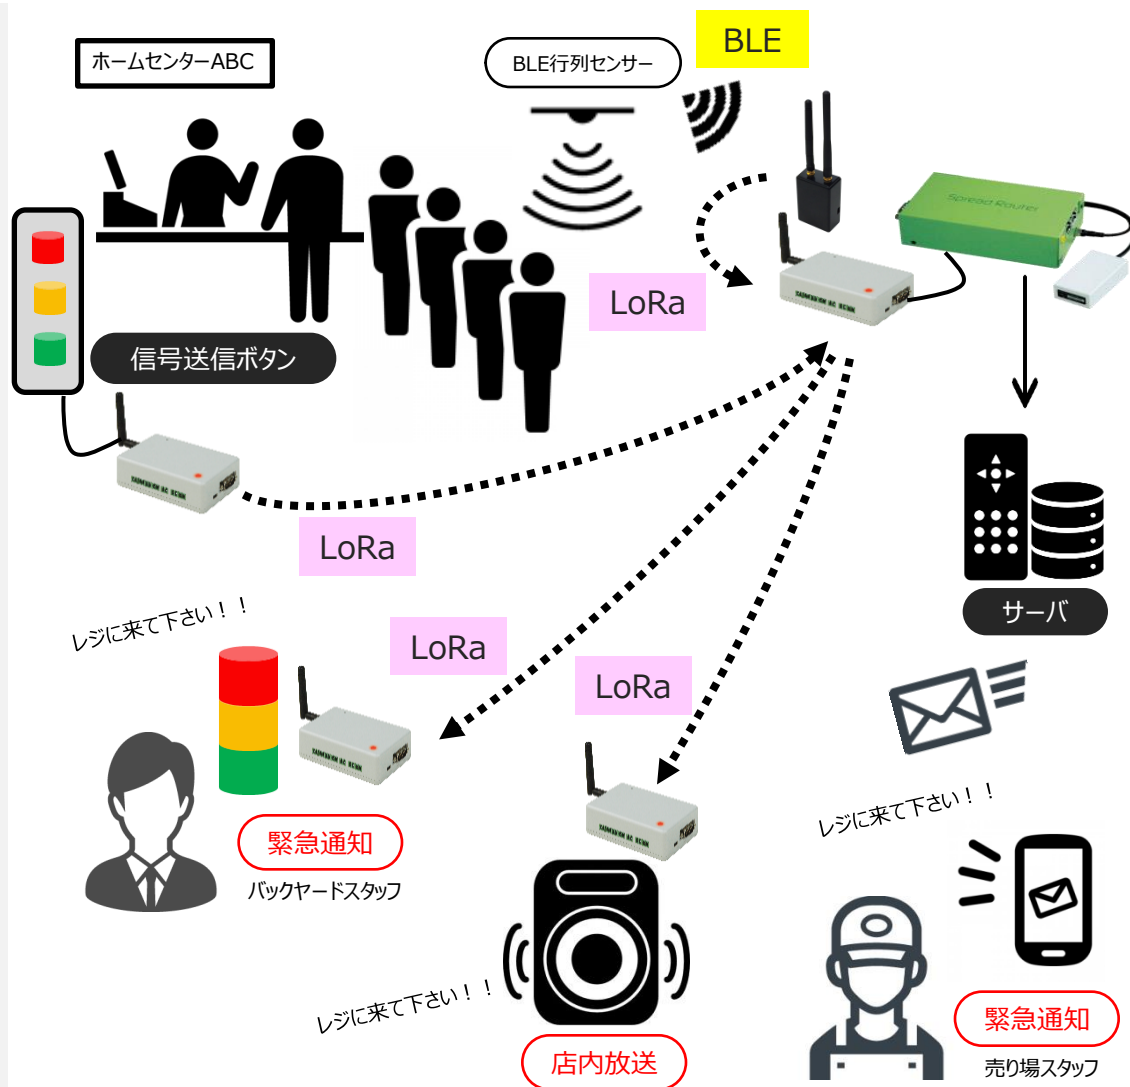 ホームセンターABC
BLE行列センサー
BLE
Spread Router
LoRa
信号送信ボタン
LoRa
サーバ
レジに来て下さい！！
LoRa
LoRa
緊急通知
バックヤードスタッフ
レジに来て下さい！！
レジに来て下さい！！
店内放送
緊急通知
売り場スタッフ